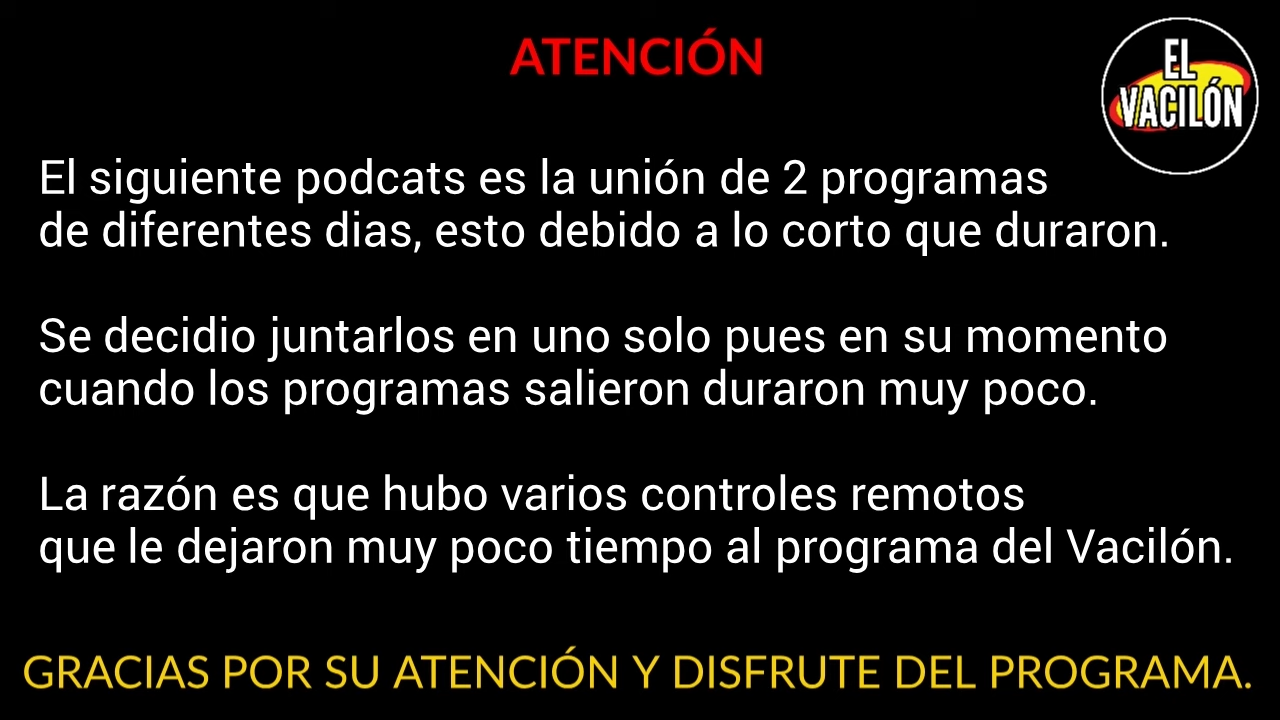 ATENCIÓN
EL
VACILÓN
El siguiente podcats es la unión de 2 programas
de diferentes dias, esto debido a lo corto que duraron.
Se decidio juntarlos en uno solo pues en su momento
cuando los programas salieron duraron muy poco.
La razón es que hubo varios controles remotos
que le dejaron muy poco tiempo al programa del Vacilón.
GRACIAS POR SU ATENCIÓN Y DISFRUTE DEL PROGRAMA.